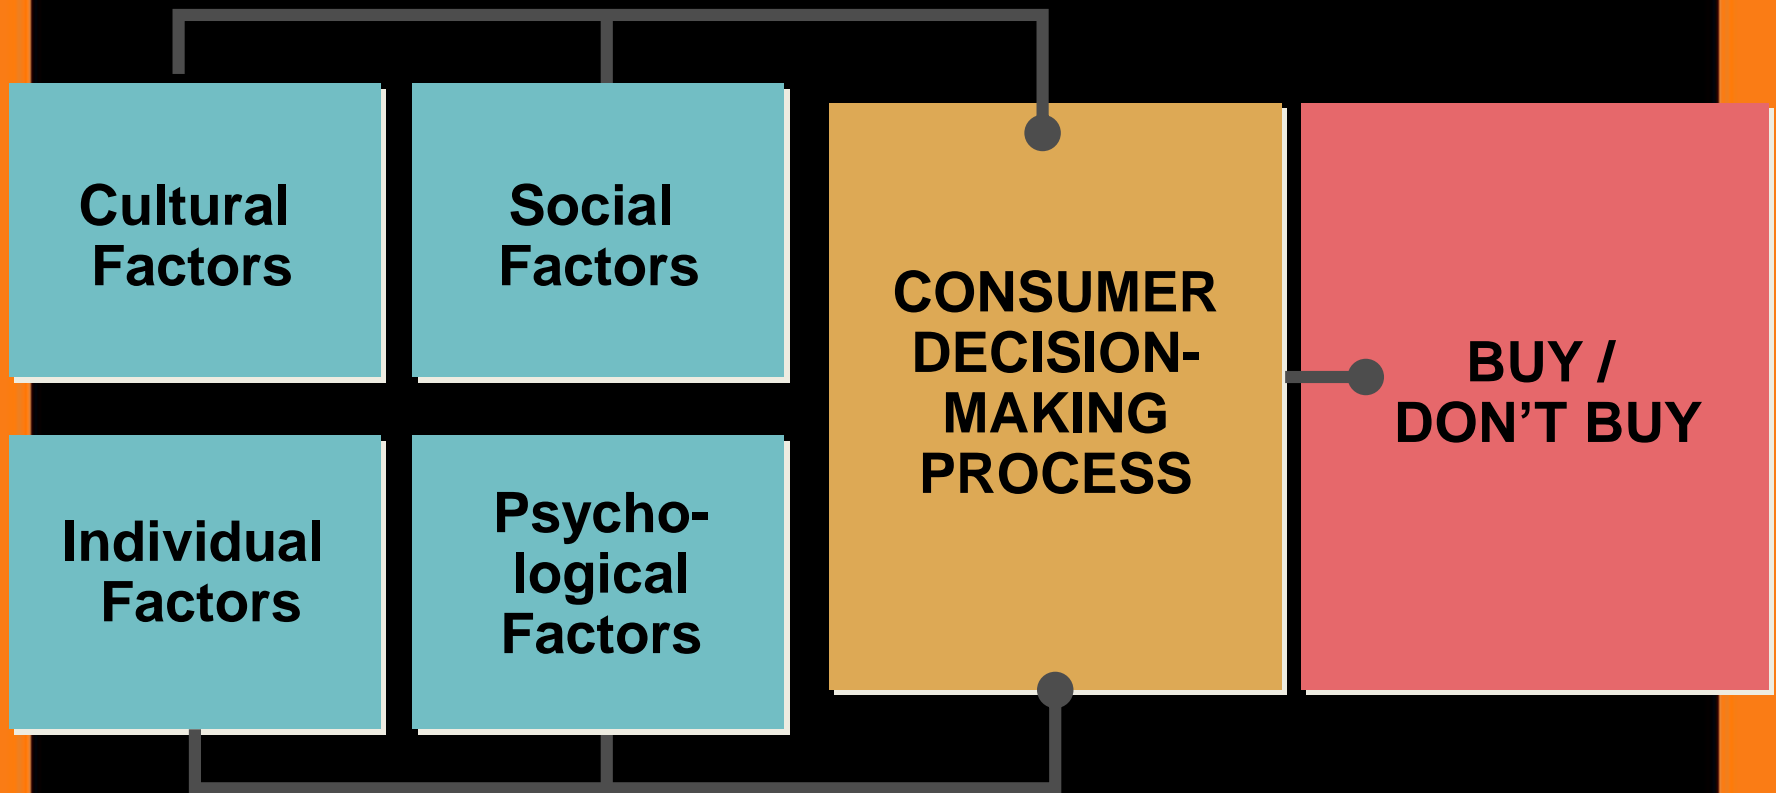 Cultural
Factors
Social
Factors
Individual
Factors
Psycho-
logical
Factors
CONSUMER
DECISION-
MAKING
PROCESS
BUY /
DON’T BUY